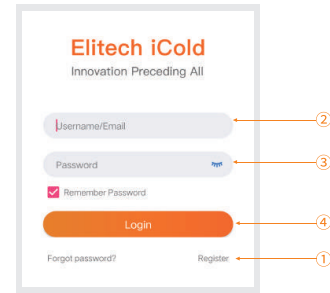 Elitech iCold
Innovation Preceding All
Username/Email
②
Password
③
Remember Password
Login
④
Forgot password? Register
①